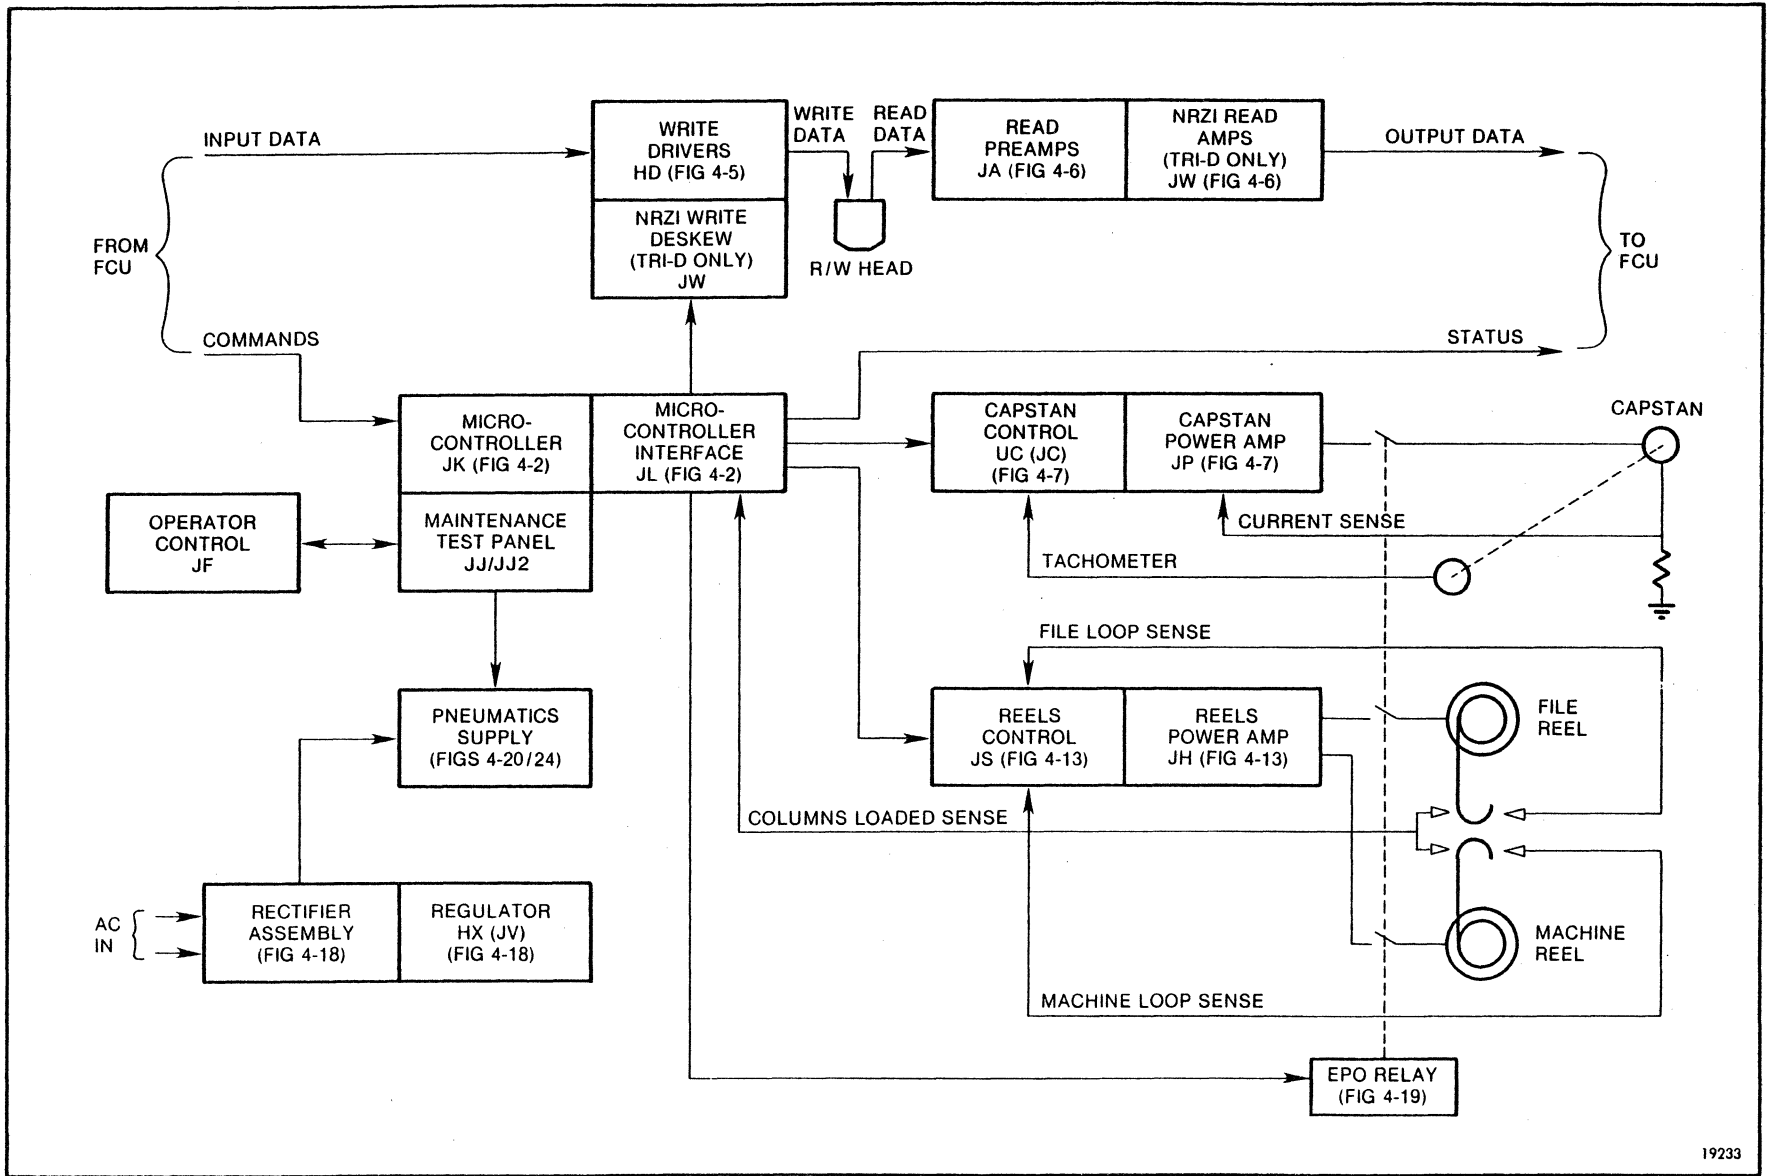 INPUT DATA
WRITE
DRIVERS
HD (FIG 4-5)
NRZI WRITE
DESKEW
(TRI-D ONLY)
JW
WRITE
DATA
READ
DATA
R/W HEAD
READ
PREAMPS
JA (FIG 4-6)
NRZI READ
AMPS
(TRI-D ONLY)
JW (FIG 4-6)
OUTPUT DATA
FROM
FCU
TO
FCU
COMMANDS
STATUS
MICRO-
CONTROLLER
JK (FIG 4-2)
MICRO-
CONTROLLER
INTERFACE
JL (FIG 4-2)
CAPSTAN
CONTROL
UC (JC)
(FIG 4-7)
CAPSTAN
POWER AMP
JP (FIG 4-7)
CAPSTAN
OPERATOR
CONTROL
JF
MAINTENANCE
TEST PANEL
JJ/JJ2
CURRENT SENSE
TACHOMETER
FILE LOOP SENSE
PNEUMATICS
SUPPLY
(FIGS 4-20/24)
REELS
CONTROL
JS (FIG 4-13)
REELS
POWER AMP
JH (FIG 4-13)
FILE
REEL
COLUMNS LOADED SENSE
AC
IN
RECTIFIER
ASSEMBLY
(FIG 4-18)
REGULATOR
HX (JV)
(FIG 4-18)
MACHINE
REEL
MACHINE LOOP SENSE
EPO RELAY
(FIG 4-19)
19233